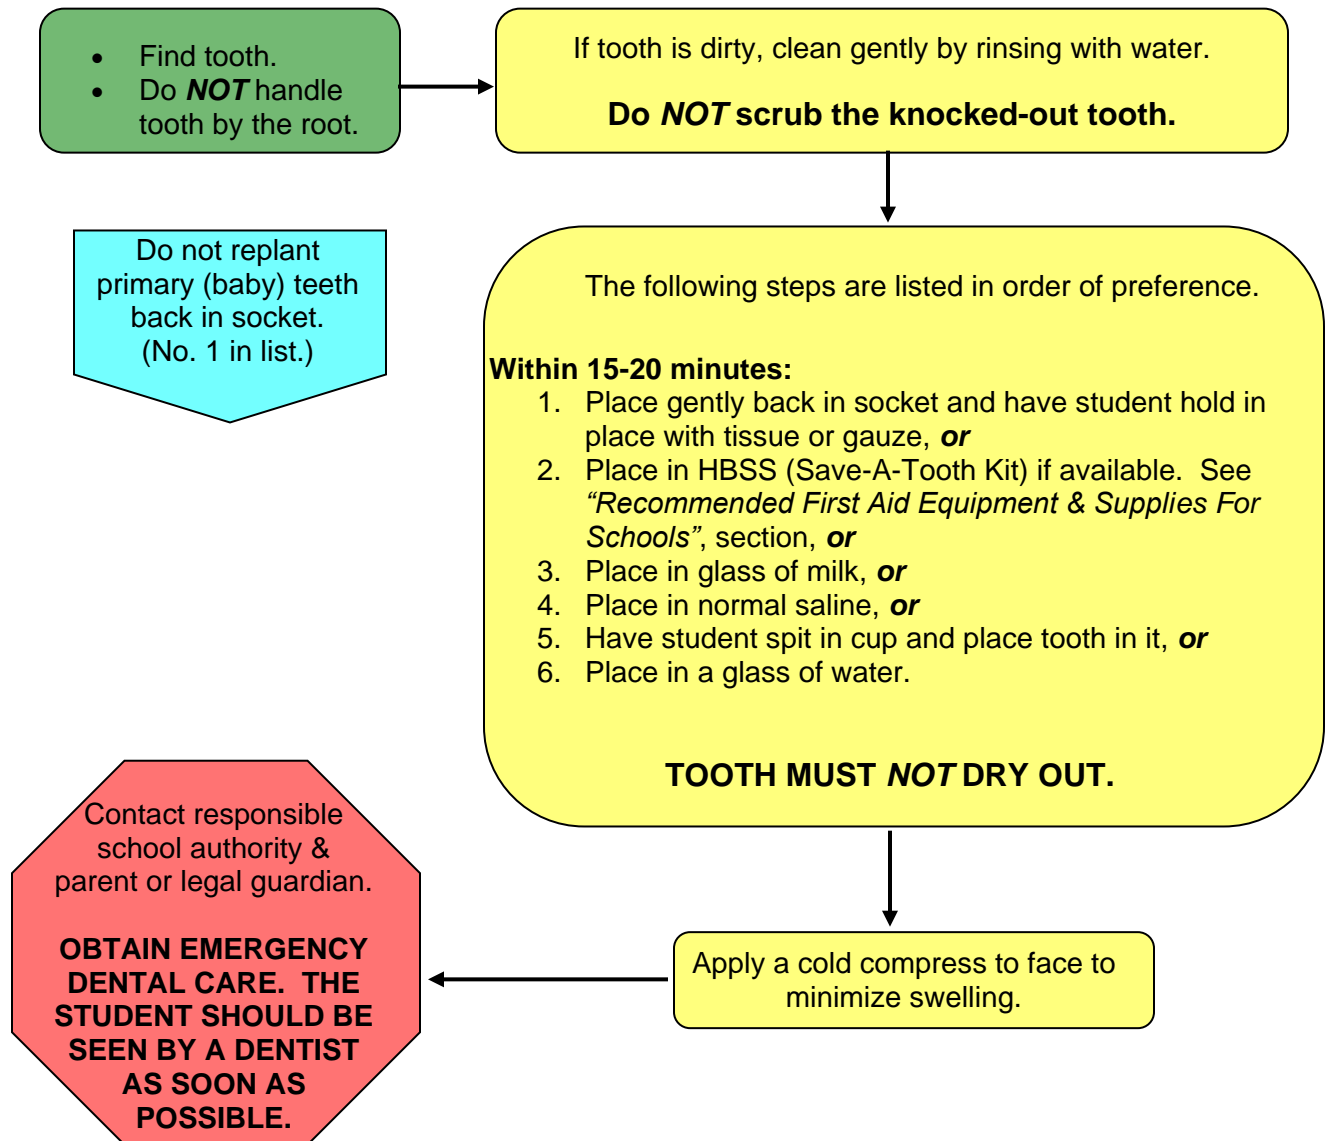 • Find tooth.
• Do NOT handle
tooth by the root.
If tooth is dirty, clean gently by rinsing with water.
Do NOT scrub the knocked-out tooth.
Do not replant
primary (baby) teeth
back in socket.
(No. 1 in list.)
The following steps are listed in order of preference.
Within 15-20 minutes:
1. Place gently back in socket and have student hold in
place with tissue or gauze, or
2. Place in HBSS (Save-A-Tooth Kit) if available. See
“Recommended First Aid Equipment & Supplies For
Schools”, section, or
3. Place in glass of milk, or
4. Place in normal saline, or
5. Have student spit in cup and place tooth in it, or
6. Place in a glass of water.
TOOTH MUST NOT DRY OUT.
Apply a cold compress to face to
minimize swelling.
Contact responsible
school authority &
parent or legal guardian.
OBTAIN EMERGENCY
DENTAL CARE. THE
STUDENT SHOULD BE
SEEN BY A DENTIST
AS SOON AS
POSSIBLE.